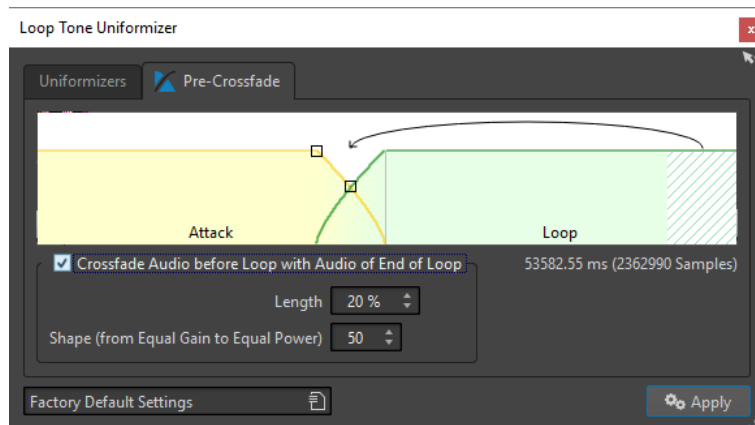 Loop Tone Uniformizer
x
Uniformizers
Pre-Crossfade
Attack
Loop
Crossfade Audio before Loop with Audio of End of Loop
53582.55 ms (2362990 Samples)
Length 20 %
Shape (from Equal Gain to Equal Power) 50
Factory Default Settings
Apply